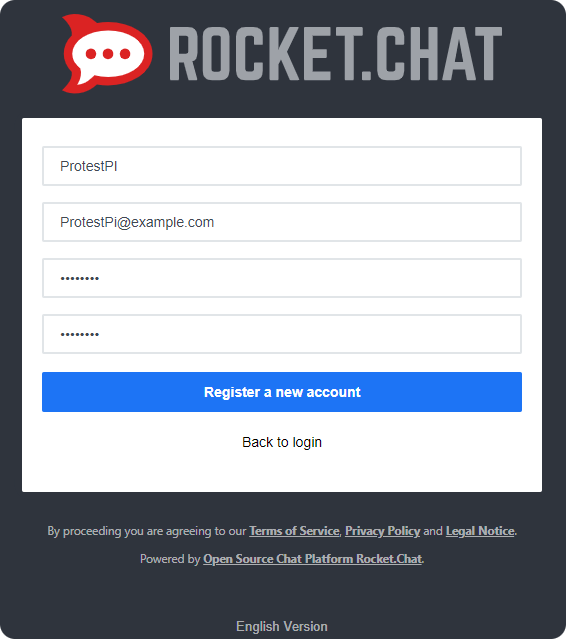 ROCKET.CHAT
ProtestPI
ProtestPi@example.com
••••••••
••••••••
Register a new account
Back to login
By proceeding you are agreeing to our Terms of Service, Privacy Policy and Legal Notice.
Powered by Open Source Chat Platform Rocket.Chat.
English Version